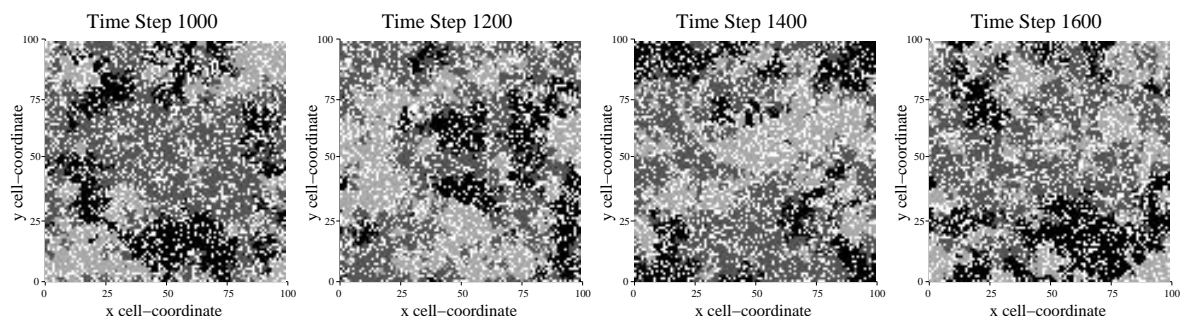 Time Step 1000 Time Step 1200 Time Step 1400 Time Step 1600
100 100 100 100
75 75 75 75
50 50 50 50
25 25 25 25
0 0 0 0
y cell–coordinate y cell–coordinate y cell–coordinate y cell–coordinate
0 25 50 75 100 0 25 50 75 100 0 25 50 75 100 0 25 50 75 100
x cell–coordinate x cell–coordinate x cell–coordinate x cell–coordinate